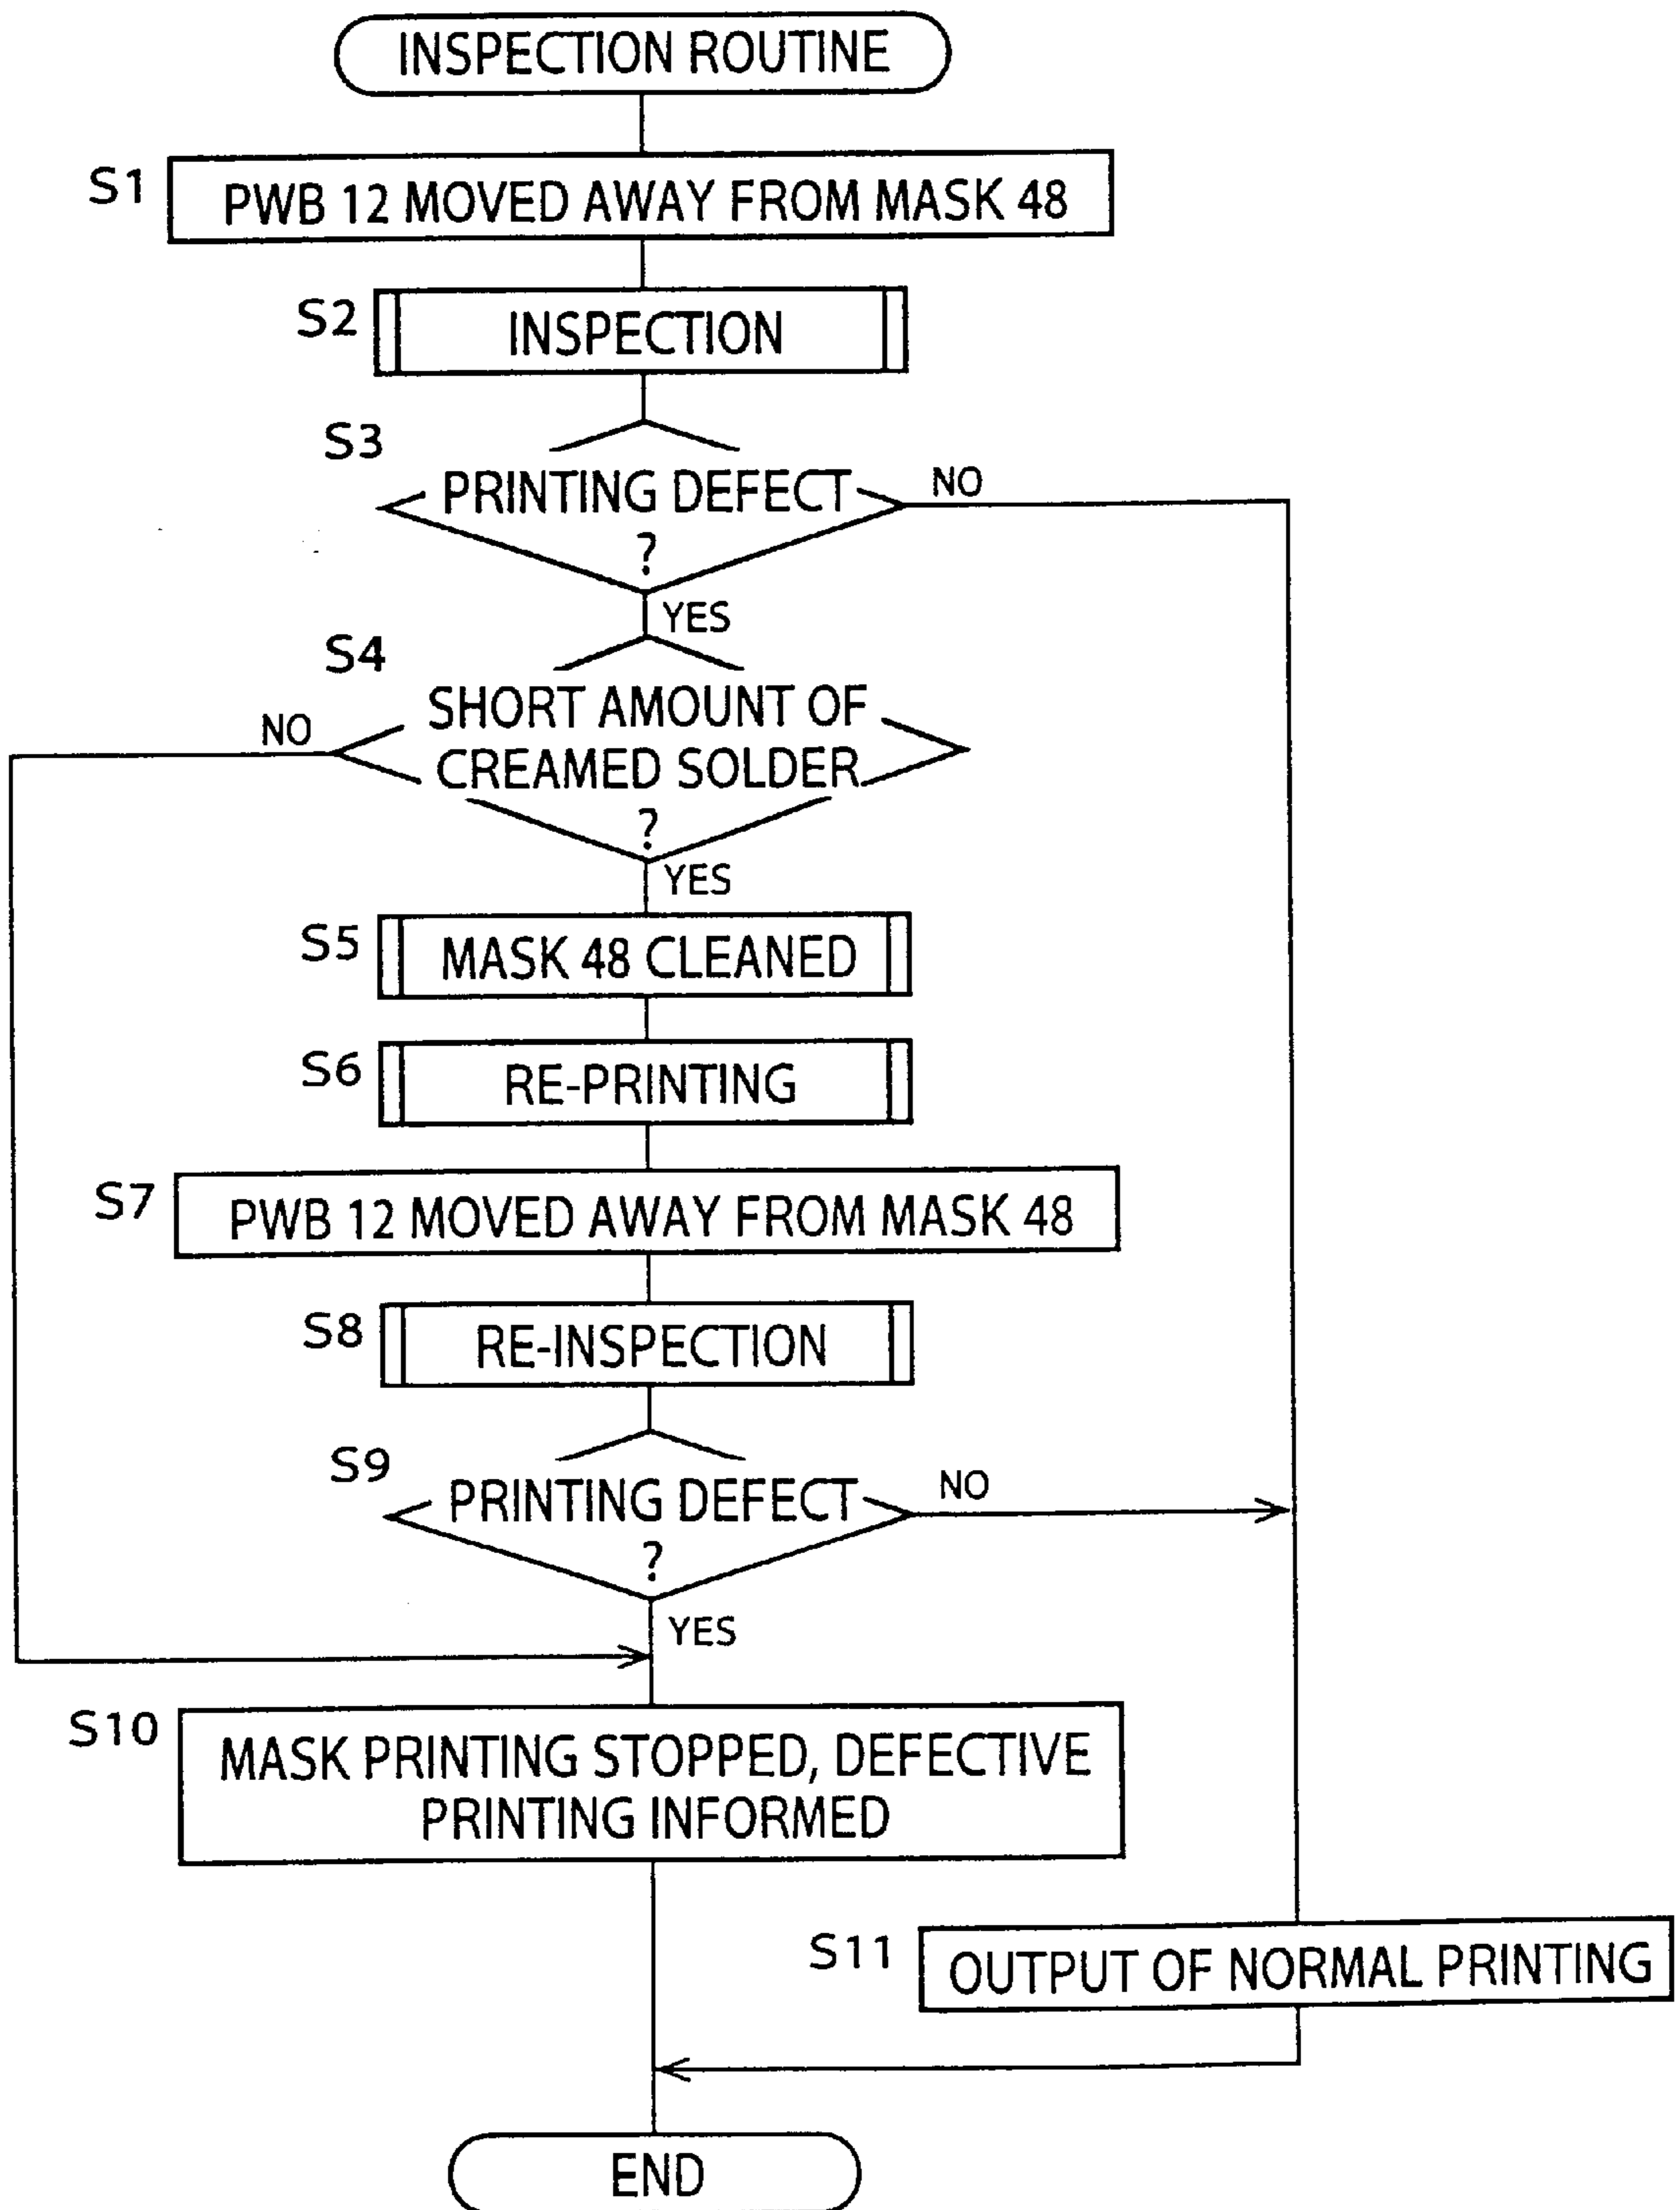 INSPECTION ROUTINE
S1
PWB 12 MOVED AWAY FROM MASK 48
S2
INSPECTION
S3
PRINTING DEFECT
?
NO
YES
S4
SHORT AMOUNT OF
CREAMED SOLDER
?
NO
YES
S5
MASK 48 CLEANED
S6
RE-PRINTING
S7
PWB 12 MOVED AWAY FROM MASK 48
S8
RE-INSPECTION
S9
PRINTING DEFECT
?
NO
YES
S10
MASK PRINTING STOPPED, DEFECTIVE
PRINTING INFORMED
S11
OUTPUT OF NORMAL PRINTING
END